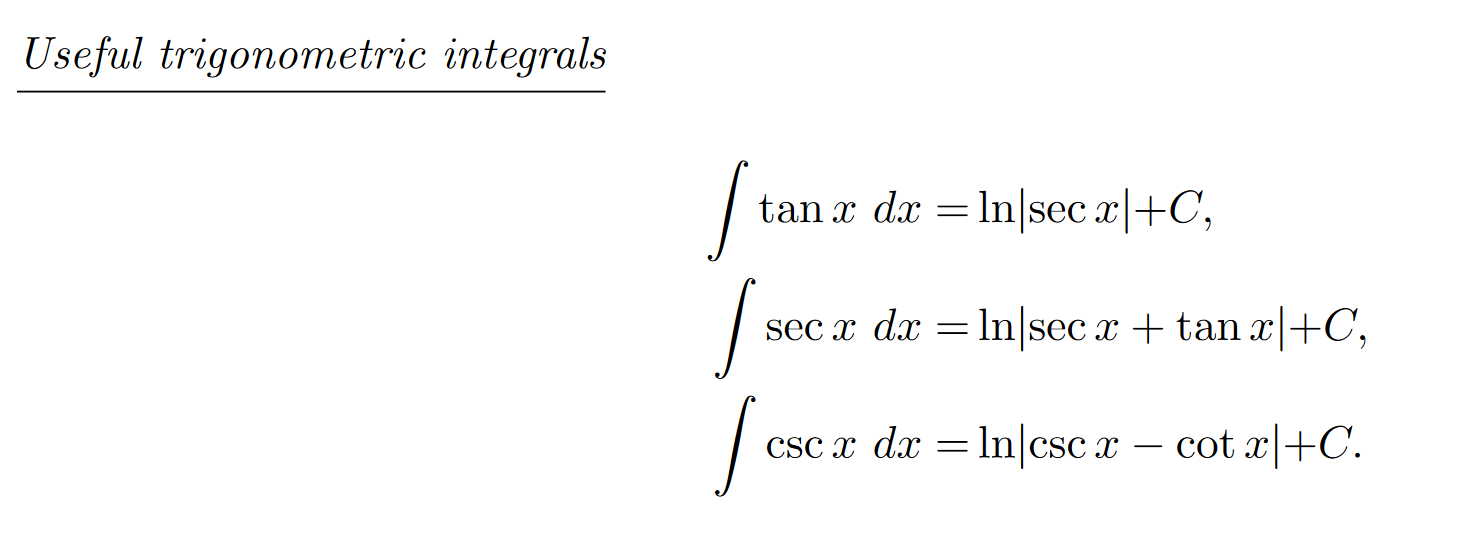 Useful trigonometric integrals
∫ tan x dx = ln|sec x|+C,
∫ sec x dx = ln|sec x + tan x|+C,
∫ csc x dx = ln|csc x − cot x|+C.